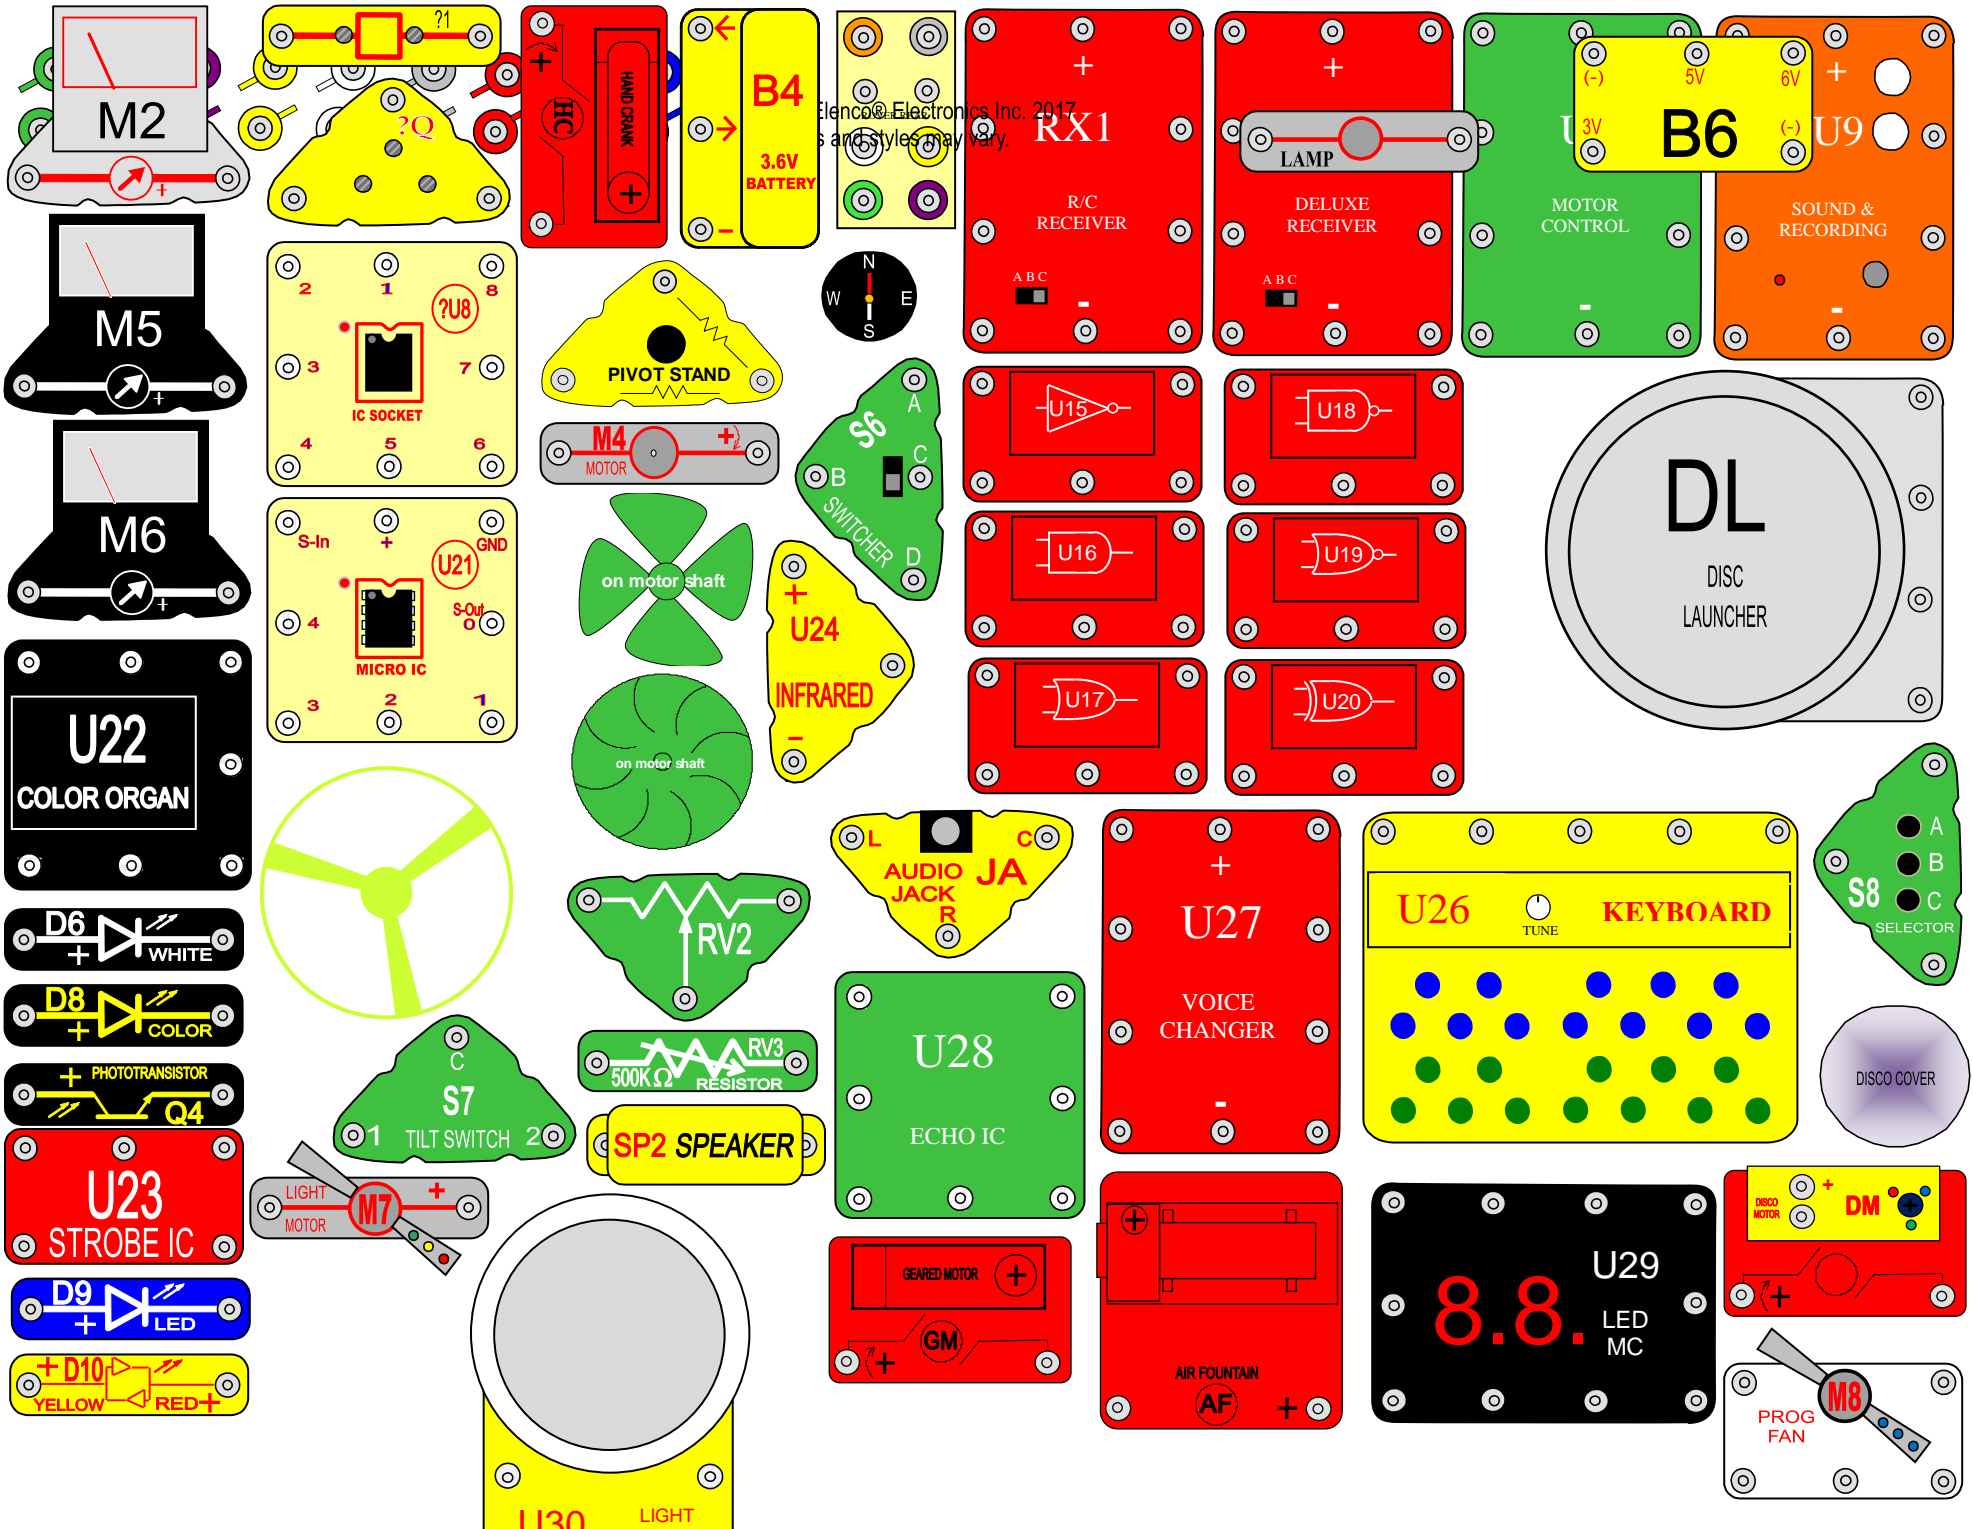 M2
+
?1
?Q
HC
+
HAND CRANK
+
B4
3.6V
BATTERY
Elenco® Electronics Inc. 2017
s and styles may vary.
+
RX1
R/C
RECEIVER
A B C
-
+
LAMP
DELUXE
RECEIVER
A B C
-
U
MOTOR
CONTROL
-
(-)
5V
6V
3V
B6
(-)
+
U9
SOUND &
RECORDING
-
M5
+
M6
+
2
1
8
?U8
3
7
IC SOCKET
4
5
6
S-In
+
GND
U21
4
S-Out
0
MICRO IC
3
2
1
PIVOT STAND
N
W
E
S
M4
MOTOR
+
on motor shaft
on motor shaft
A
S6
C
B
SWITCHER
D
+
U24
INFRARED
-
U15
U18
U16
U19
U17
U20
DL
DISC
LAUNCHER
U22
COLOR ORGAN
D6
+
WHITE
D8
+
COLOR
+
PHOTOTRANSISTOR
Q4
U23
STROBE IC
D9
+
LED
+
D10
YELLOW
RED+
C
S7
1
TILT SWITCH
2
LIGHT
MOTOR
M7
+
U30
LIGHT
RV2
500KΩ
RV3
RESISTOR
SP2 SPEAKER
L
C
AUDIO
JACK
JA
R
U28
ECHO IC
GEARED MOTOR
+
+
GM
+
U27
VOICE
CHANGER
-
+
AIR FOUNTAIN
AF
+
U26
TUNE
KEYBOARD
A
B
S8
C
SELECTOR
DISCO COVER
8.8.
U29
LED
MC
DISCO
MOTOR
+
DM
+
+
M8
PROG
FAN